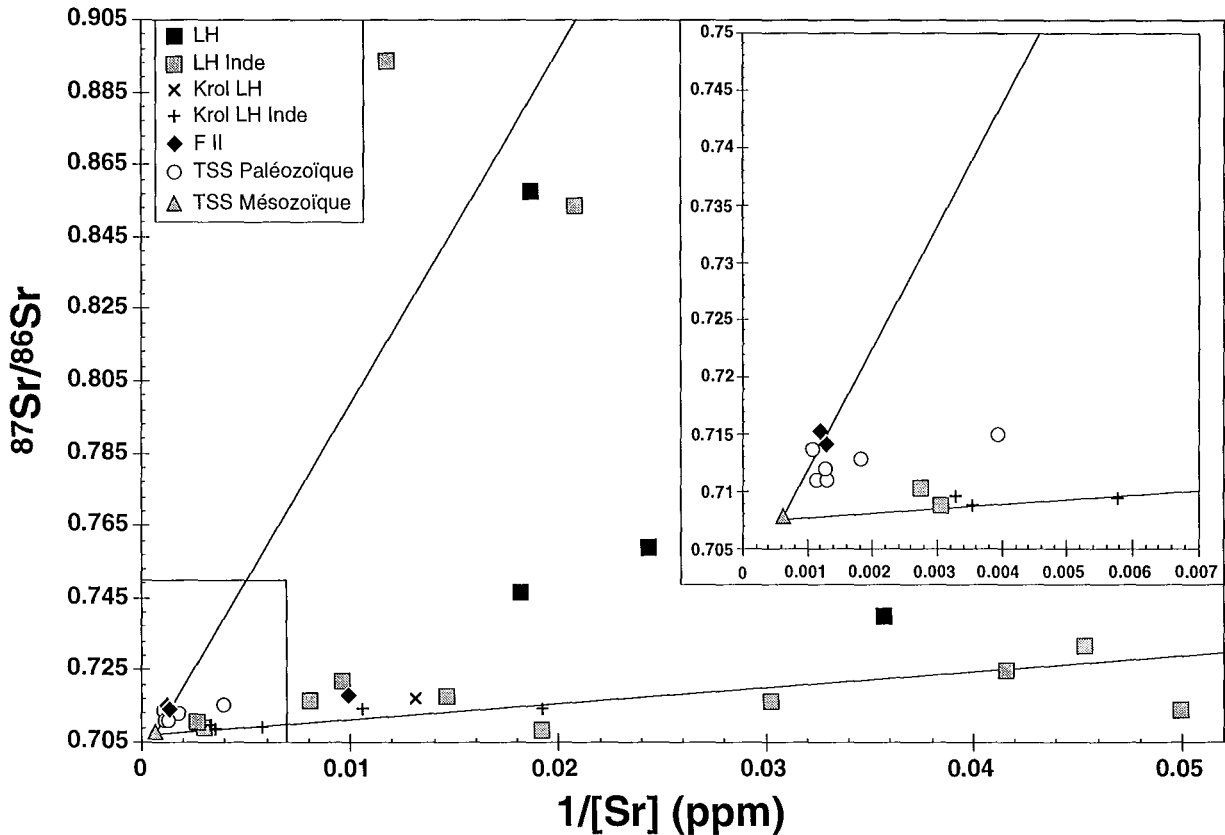 0.905
0.885
0.865
0.845
0.825
0.805
0.785
0.765
0.745
0.725
0.705
87Sr/86Sr
LH
LH Inde
Krol LH
Krol LH Inde
F II
TSS Paléozoïque
TSS Mésozoïque
0.75
0.745
0.74
0.735
0.73
0.725
0.72
0.715
0.71
0.705
0 0.001 0.002 0.003 0.004 0.005 0.006 0.007
0 0.01 0.02 0.03 0.04 0.05
1/[Sr] (ppm)